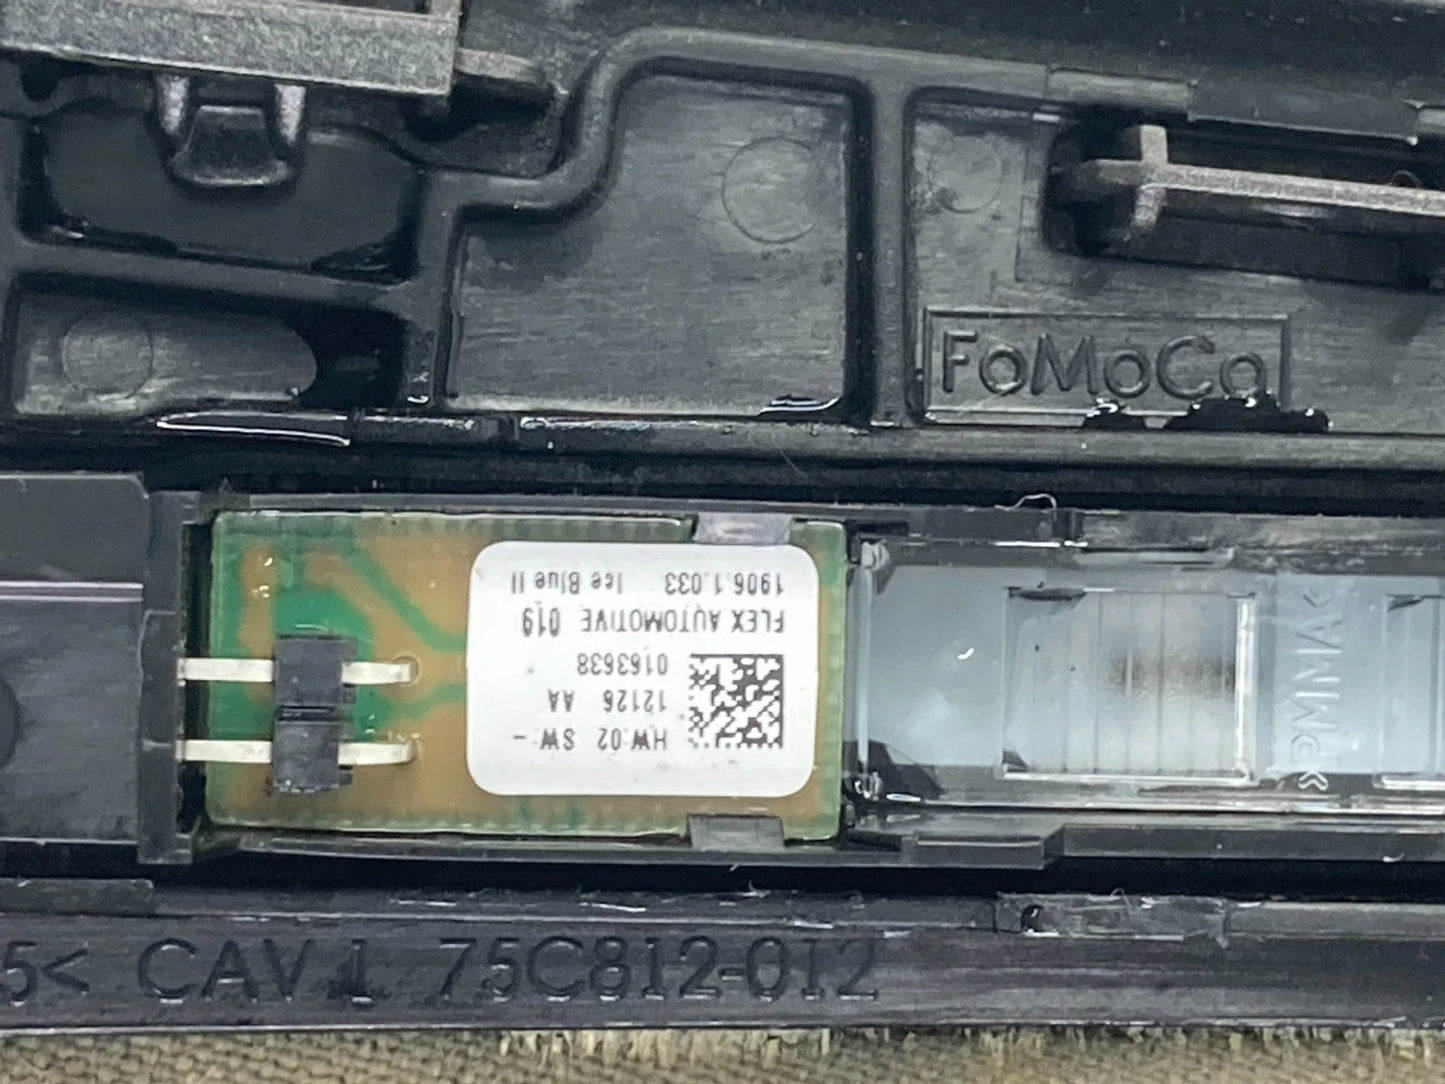 FoMoCo
1906.1.033 Ice Blue II
FLEX AUTOMOTIVE 019
0163638
12126 AA
HW:02 SW:-
>PMMA<
5< CAV 1 75C812-012